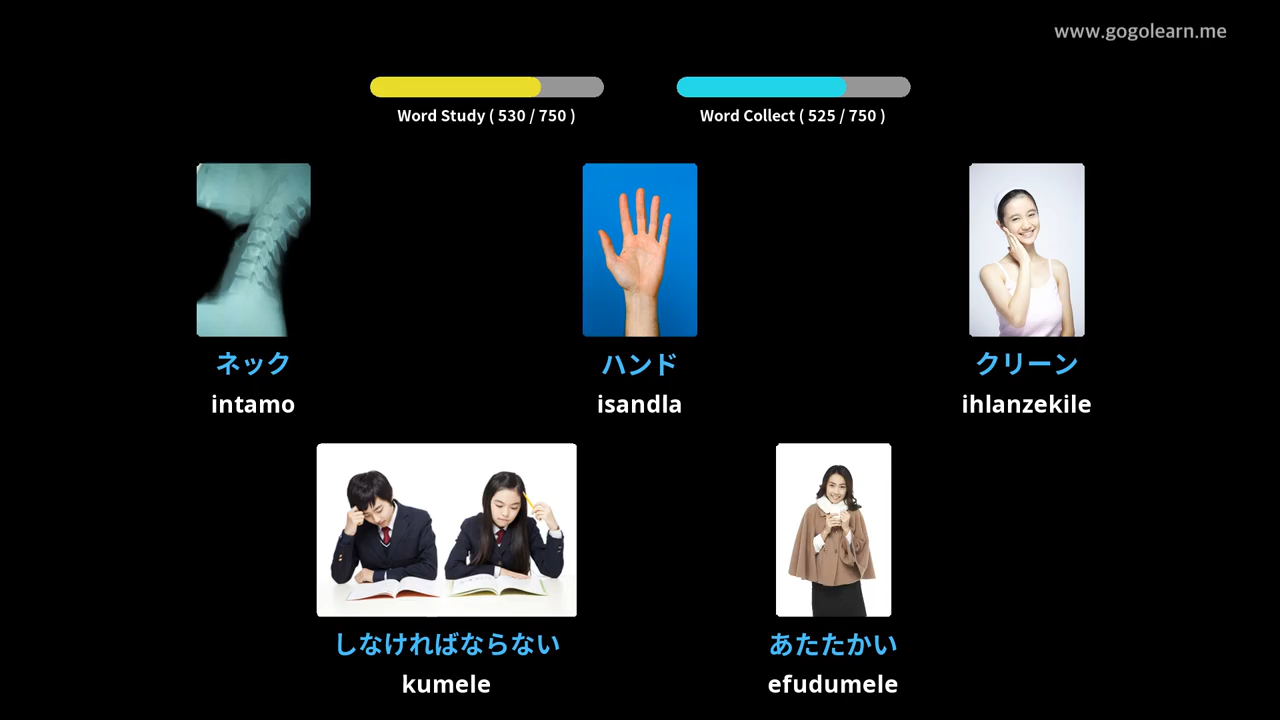 www.gogolearn.me
Word Study ( 530 / 750 )
Word Collect ( 525 / 750 )
ネック
intamo
ハンド
isandla
クリーン
ihlanzekile
しなければならない
kumele
あたたかい
efudumele